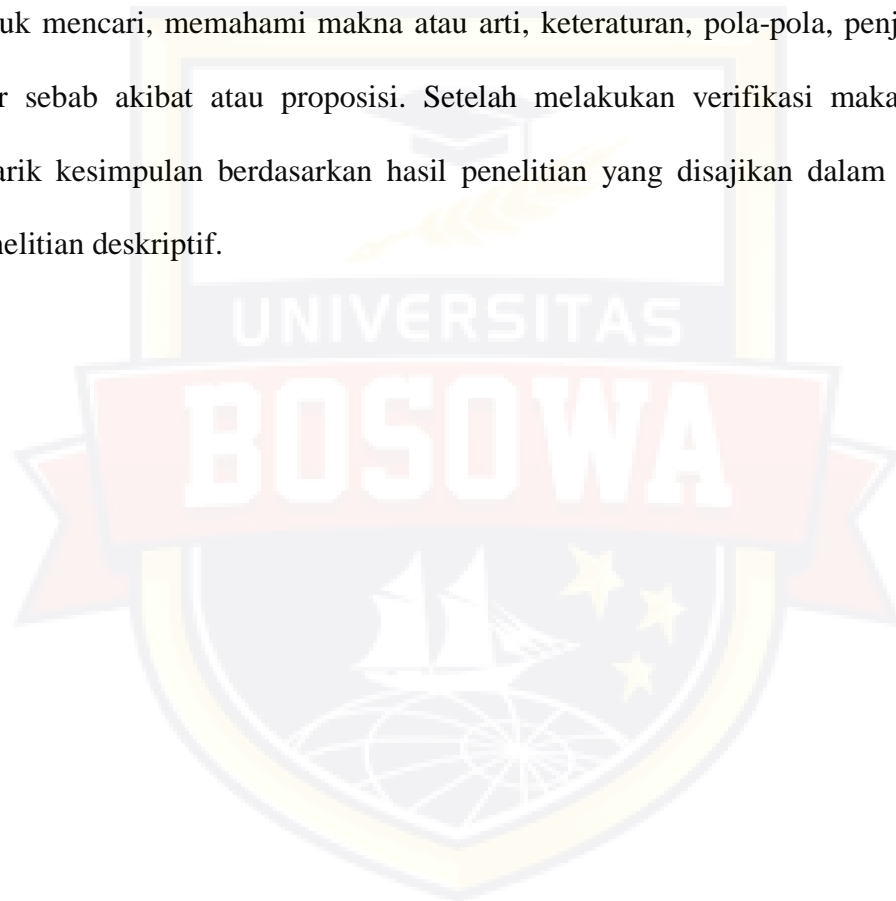 uk mencari, memahami makna atau arti, keteraturan, pola-pola, penj
r sebab akibat atau proposisi. Setelah melakukan verifikasi maka
arik kesimpulan berdasarkan hasil penelitian yang disajikan dalam
nelitian deskriptif.
UNIVERSITAS
BOSOWA